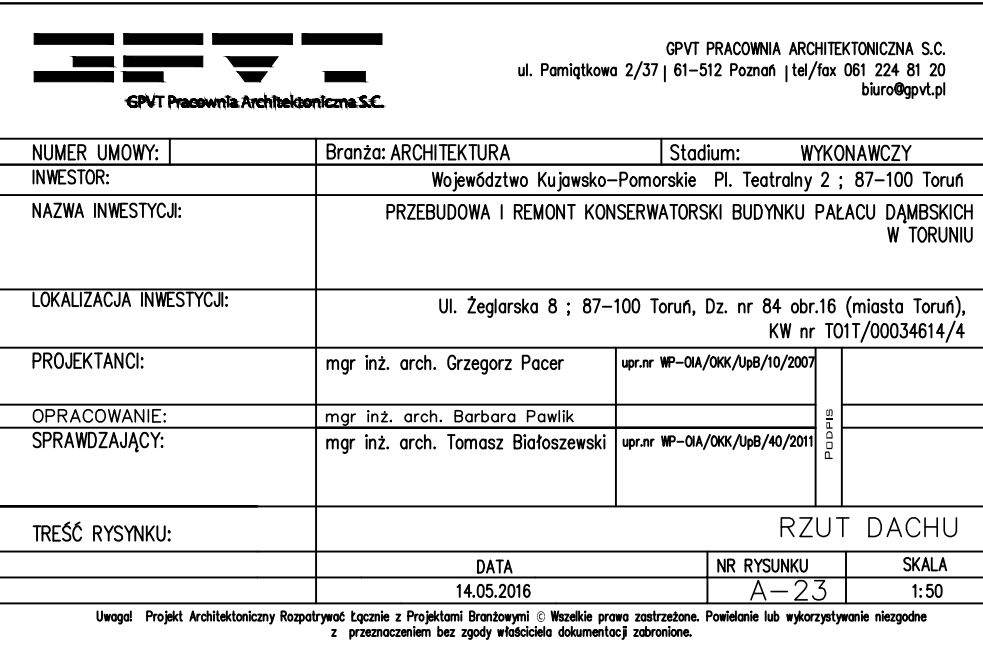 GPVT Pracownia Architektoniczna S.C.
GPVT PRACOWNIA ARCHITEKTONICZNA S.C.
ul. Pamiątkowa 2/37 | 61-512 Poznań | tel/fax 061 224 81 20
biuro@gpvt.pl
NUMER UMOWY: Branża: ARCHITEKTURA Stadium: WYKONAWCZY
INWESTOR: Województwo Kujawsko-Pomorskie Pl. Teatralny 2 ; 87-100 Toruń
NAZWA INWESTYCJI: PRZEBUDOWA I REMONT KONSERWATORSKI BUDYNKU PAŁACU DĄMBSKICH
W TORUNIU
LOKALIZACJA INWESTYCJI: Ul. Żeglarska 8 ; 87-100 Toruń, Dz. nr 84 obr.16 (miasta Toruń),
KW nr TO1T/00034614/4
PROJEKTANCI: mgr inż. arch. Grzegorz Pacer upr.nr WP-OIA/OKK/UpB/10/2007
OPRACOWANIE: mgr inż. arch. Barbara Pawlik
SPRAWDZAJĄCY: mgr inż. arch. Tomasz Białoszewski upr.nr WP-OIA/OKK/UpB/40/2011
PODPIS
TREŚĆ RYSYNKU: RZUT DACHU
DATA NR RYSUNKU SKALA
14.05.2016 A-23 1:50
Uwaga! Projekt Architektoniczny Rozpatrywać Łącznie z Projektami Branżowymi © Wszelkie prawa zastrzeżone. Powielanie lub wykorzystywanie niezgodne
z przeznaczeniem bez zgody właściciela dokumentacji zabronione.